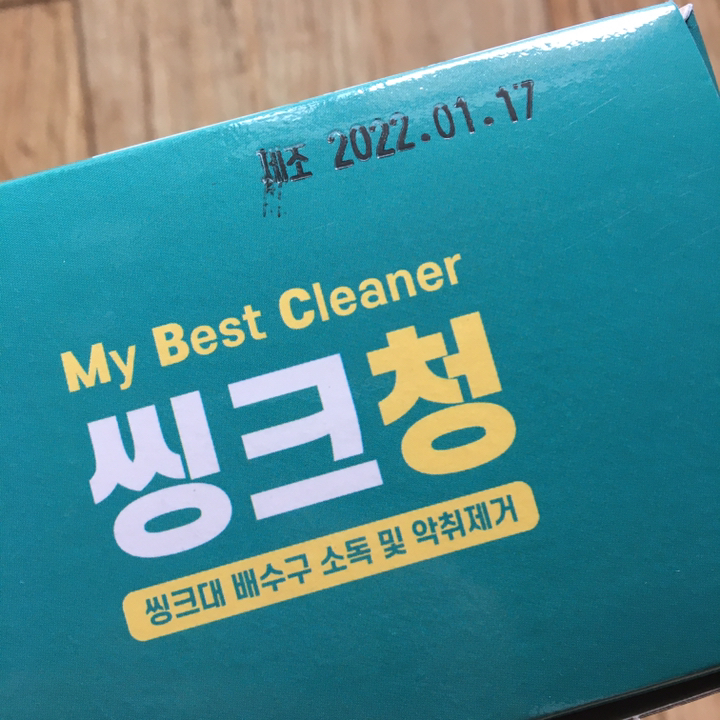 제조 2022.01.17
My Best Cleaner
씽크청
씽크대 배수구 소독 및 악취제거